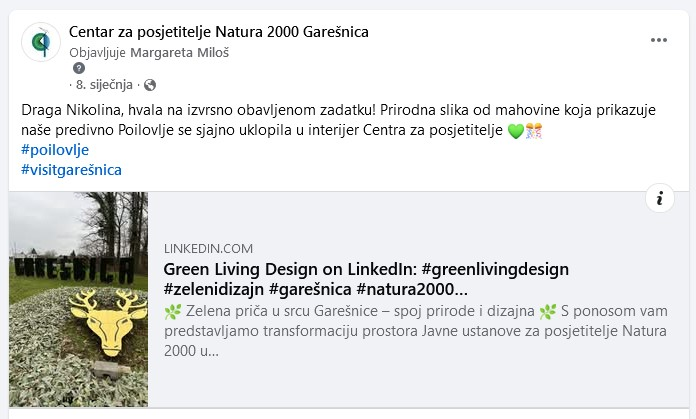 Centar za posjetitelje Natura 2000 Garešnica
Objavljuje Margareta Miloš
· 8. siječnja ·
Draga Nikolina, hvala na izvrsno obavljenom zadatku! Prirodna slika od mahovine koja prikazuje
naše predivno Poilovlje se sjajno uklopila u interijer Centra za posjetitelje 💚🎊
#poilovlje
#visitgarešnica
GAREŠNICA
LINKEDIN.COM
Green Living Design on LinkedIn: #greenlivingdesign
#zelenidizajn #garešnica #natura2000...
🌿 Zelena priča u srcu Garešnice – spoj prirode i dizajna 🌿 S ponosom vam
predstavljamo transformaciju prostora Javne ustanove za posjetitelje Natura
2000 u...